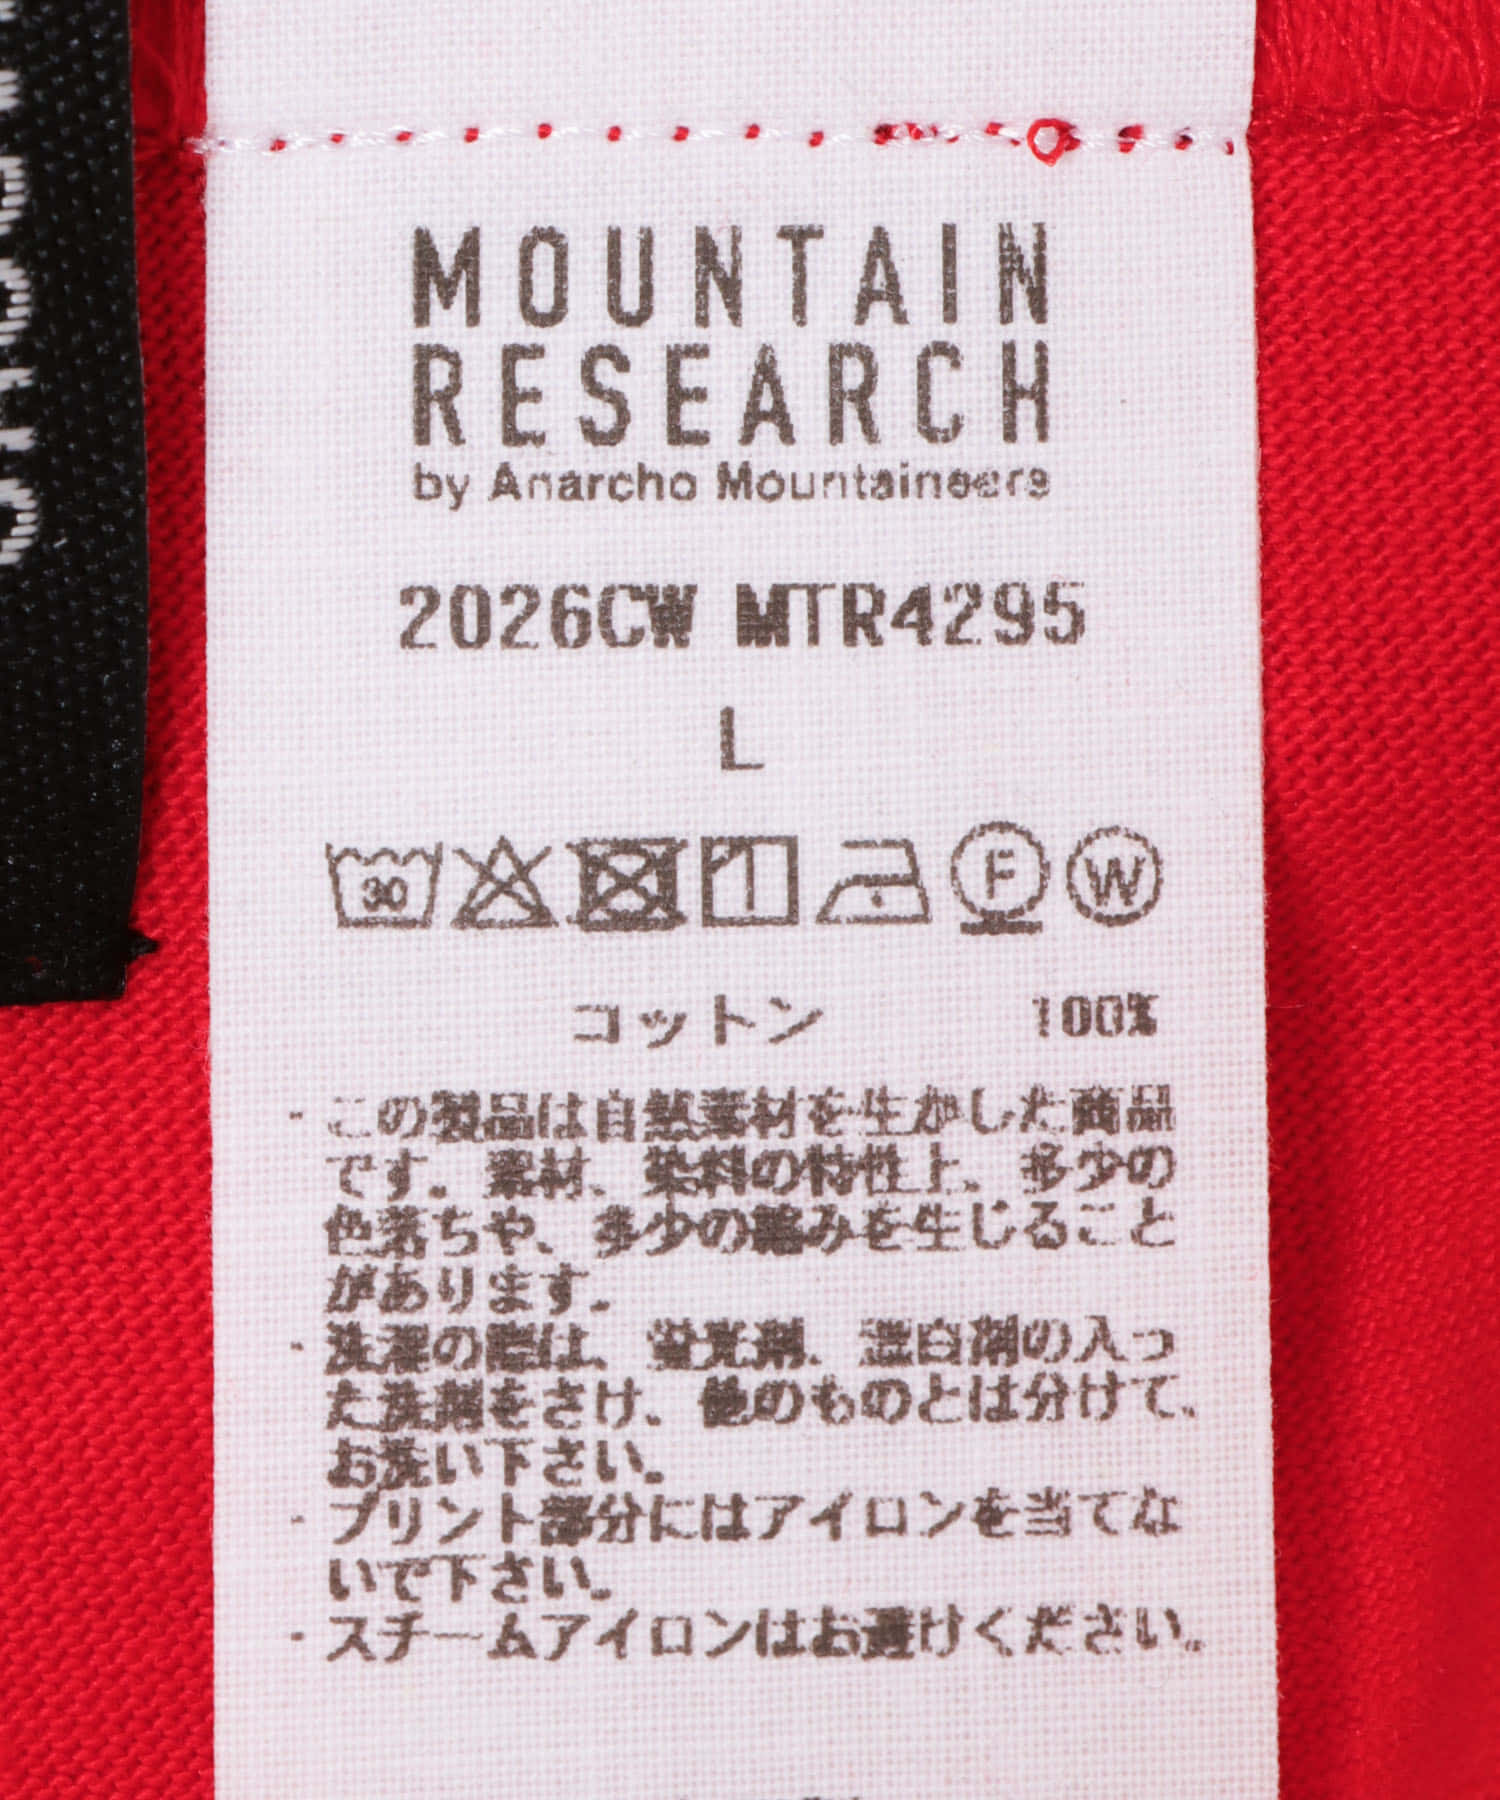 MOUNTAIN
RESEARCH
by Anarcho Mountaineers
2026CW MTR4295
L
30
F
W
コットン 100%
・この製品は自然素材を生かした商品
です。素材、染料の特性上、多少の
色落ちや、多少の縮みを生じること
があります。
・洗濯の際は、蛍光剤、漂白剤の入っ
た洗剤をさけ、他のものとは分けて、
お洗い下さい。
・プリント部分にはアイロンを当てな
いで下さい。
・スチームアイロンはお避けください。